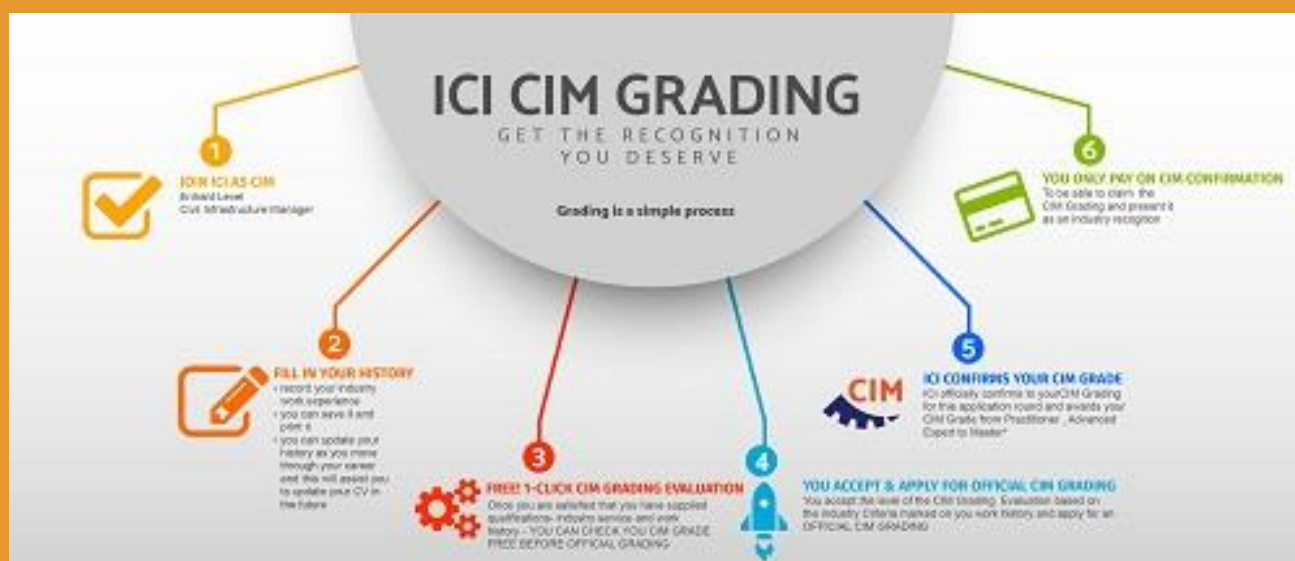 ICI CIM GRADING
GET THE RECOGNITION
YOU DESERVE
Grading is a simple process
1
JOIN ICI AS CIM
Level
Civil Infrastructure Manager
2
FILL IN YOUR HISTORY
• record your industry
work experience
• you can save it and
print it
• you can update your
history as you move
through your career
and this will assist you
to update your CV in
the future
3
FREE! 1-CLICK CIM GRADING EVALUATION
Once you are satisfied that you have supplied
qualifications- industry service and work
history - YOU CAN CHECK YOU CIM GRADE
FREE BEFORE OFFICIAL GRADING
4
YOU ACCEPT & APPLY FOR OFFICIAL CIM GRADING
You accept the level of the CIM Grading. Evaluation based on
the industry Criteria marked on you work history and apply for an
OFFICIAL CIM GRADING
5
CIM
ICI CONFIRMS YOUR CIM GRADE
ICI officially confirms to yourCIM Grading
for this application round and awards your
CIM Grade from Practitioner , Advanced
Expert to Master*
6
YOU ONLY PAY ON CIM CONFIRMATION
To be able to claim the
CIM Grading and present it
as an industry recogition